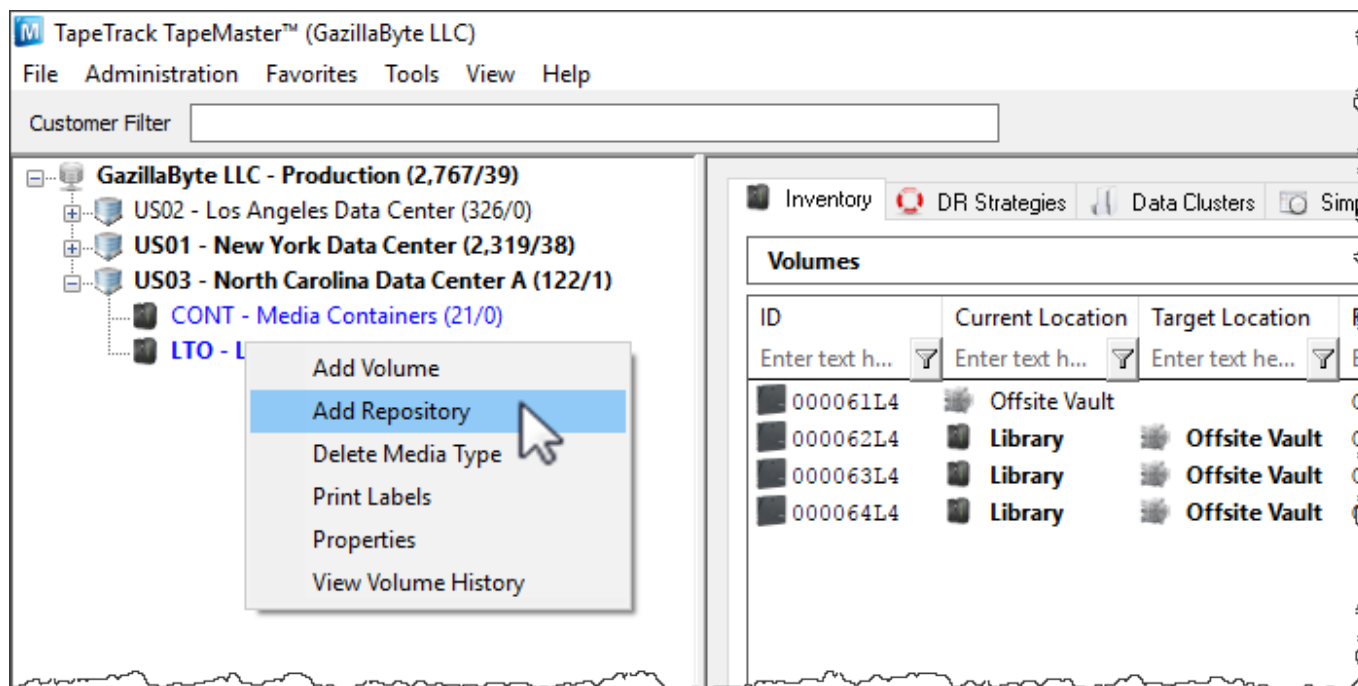 TapeTrack TapeMaster™ (GazillaByte LLC)
File Administration Favorites Tools View Help
Customer Filter
GazillaByte LLC - Production (2,767/39)
US02 - Los Angeles Data Center (326/0)
US01 - New York Data Center (2,319/38)
US03 - North Carolina Data Center A (122/1)
CONT - Media Containers (21/0)
LTO - L
Add Volume
Add Repository
Delete Media Type
Print Labels
Properties
View Volume History
Inventory DR Strategies Data Clusters
Volumes
ID Current Location Target Location
Enter text h... Enter text h... Enter text he...
000061L4 Offsite Vault
000062L4 Library Offsite Vault
000063L4 Library Offsite Vault
000064L4 Library Offsite Vault